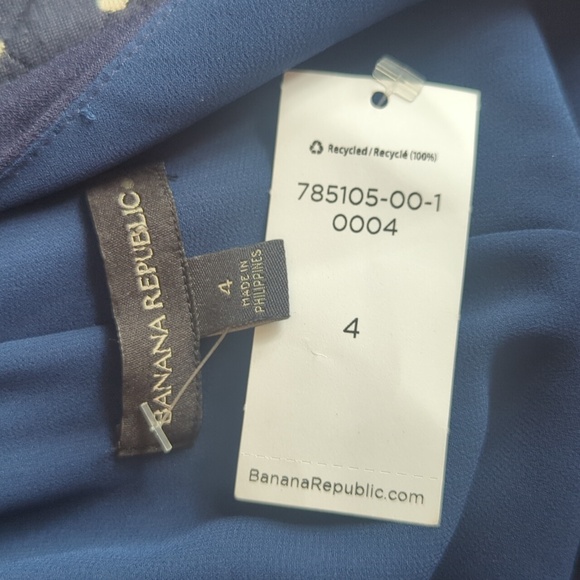 BANANA REPUBLIC
4
MADE IN
PHILIPPINES
Recycled / Recyclé (100%)
785105-00-1
0004
4
BananaRepublic.com